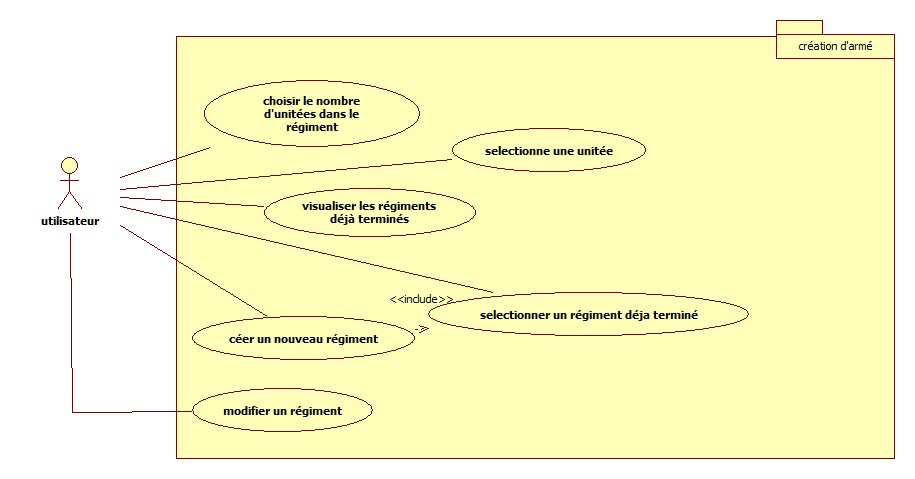 création d'armé
choisir le nombre
d'unitées dans le
régiment
selectionne une unitée
visualiser les régiments
déjà terminés
utilisateur
<<include>>
selectionner un régiment déja terminé
céer un nouveau régiment
modifier un régiment